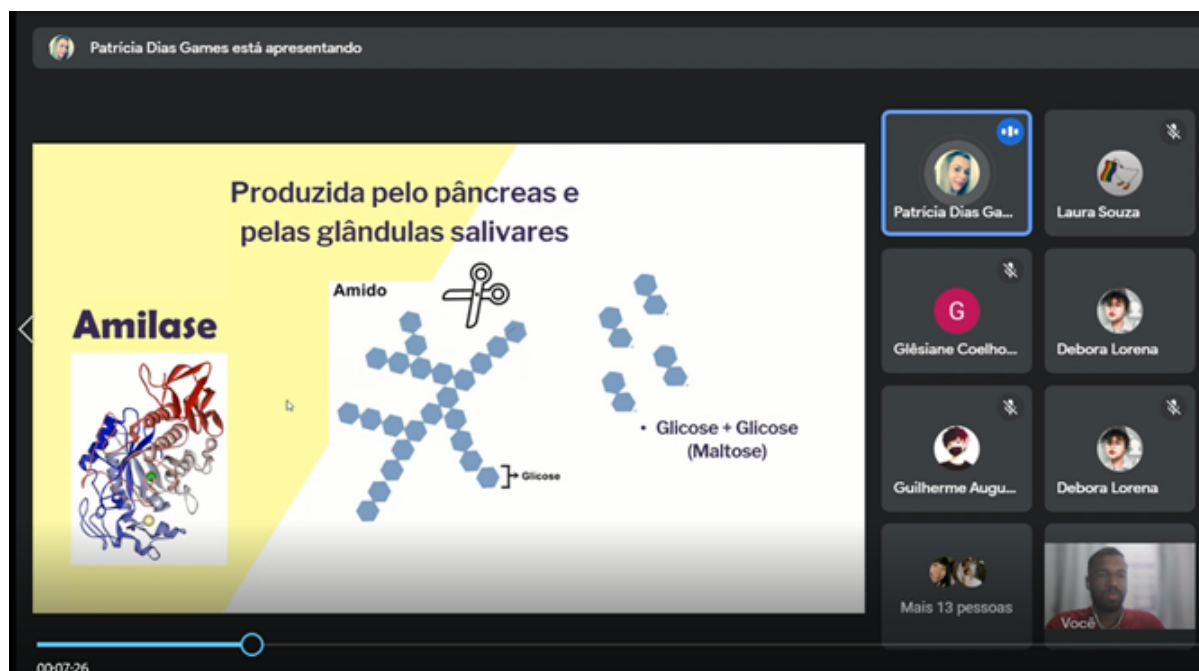 Patrícia Dias Games está apresentando
Produzida pelo pâncreas e
pelas glândulas salivares
Amilase
Amido
Glicose
• Glicose + Glicose
(Maltose)
Patrícia Dias Ga...
Laura Souza
G
Glêsiane Coelho...
Debora Lorena
Guilherme Augu...
Debora Lorena
Mais 13 pessoas
Você
00:07:26